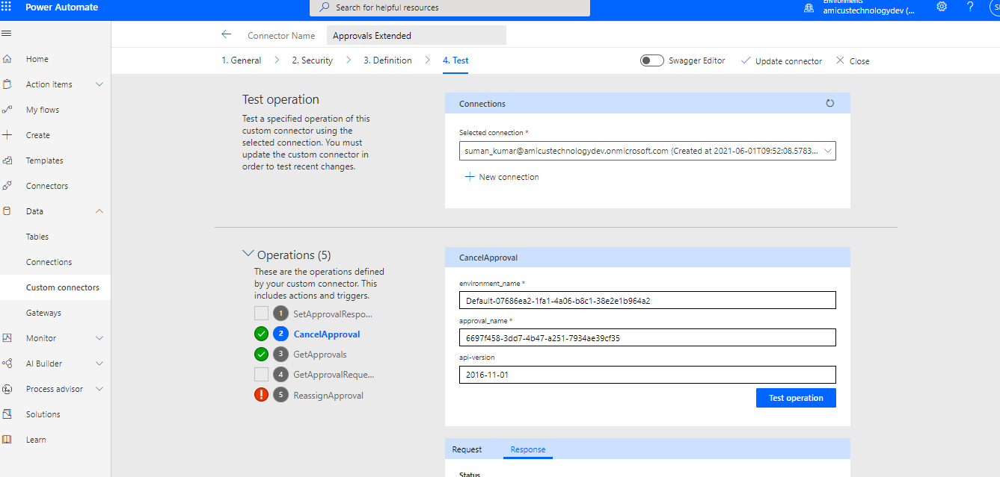 Power Automate
Search for helpful resources
Environments
amicustechnologydev (...
?
Connector Name
Approvals Extended
1. General
2. Security
3. Definition
4. Test
Swagger Editor
Update connector
Close
Home
Action items
My flows
Create
Templates
Connectors
Data
Tables
Connections
Custom connectors
Gateways
Monitor
AI Builder
Process advisor
Solutions
Learn
Test operation
Test a specified operation of this
custom connector using the
selected connection. You must
update the custom connector in
order to test recent changes.
Connections
Selected connection *
suman_kumar@amicustechnologydev.onmicrosoft.com (Created at 2021-06-01T09:52:08.5783...
New connection
Operations (5)
These are the operations defined
by your custom connector. This
includes actions and triggers.
1 SetApprovalRespo...
2 CancelApproval
3 GetApprovals
4 GetApprovalReque...
5 ReassignApproval
CancelApproval
environment_name *
Default-07686ea2-1fa1-4a06-b8c1-38e2e1b964a2
approval_name *
6697f458-3dd7-4b47-a251-7934ae39cf35
api-version
2016-11-01
Test operation
Request
Response
Status